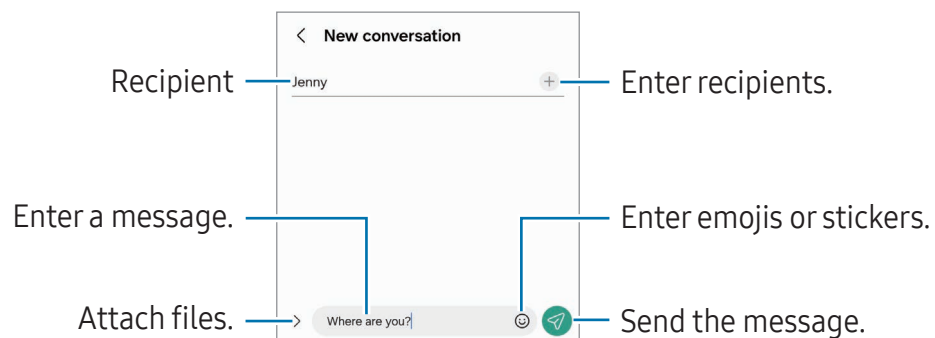 New conversation
Recipient
Jenny
Enter recipients.
Enter a message.
Enter emojis or stickers.
Attach files.
Where are you?
Send the message.